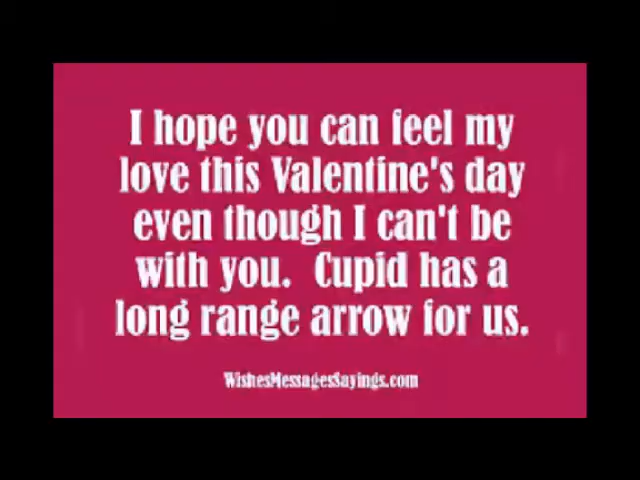 I hope you can feel my
love this Valentine's day
even though I can't be
with you.  Cupid has a
long range arrow for us.
WishesMessagesSayings.com